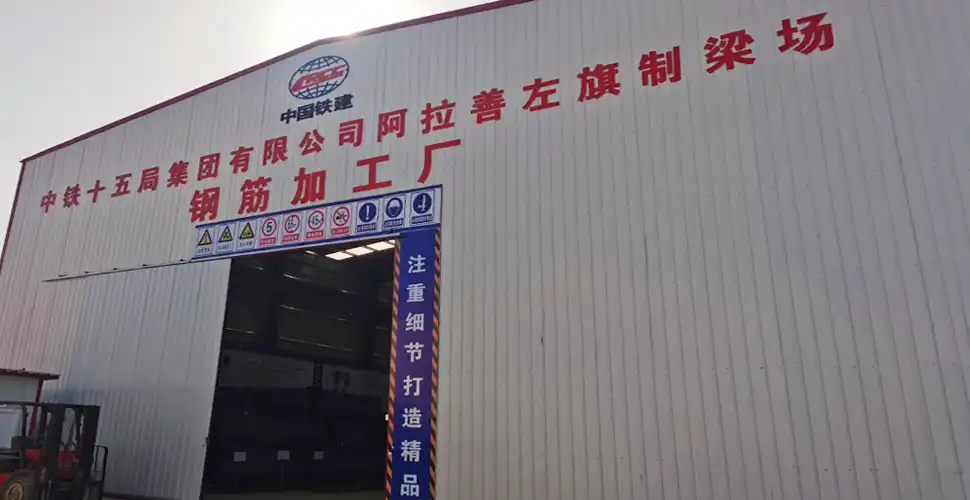 CRCC
中国铁建
中铁十五局集团有限公司阿拉善左旗制梁场
钢筋加工厂
5
注重细节打造精品